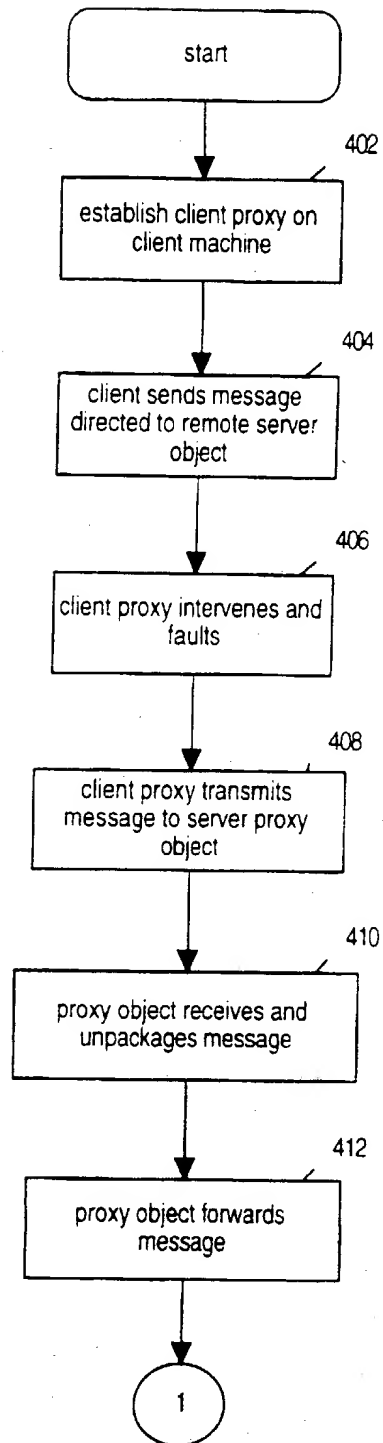 start
402
establish client proxy on
client machine
404
client sends message
directed to remote server
object
406
client proxy intervenes and
faults
408
client proxy transmits
message to server proxy
object
410
proxy object receives and
unpackages message
412
proxy object forwards
message
1